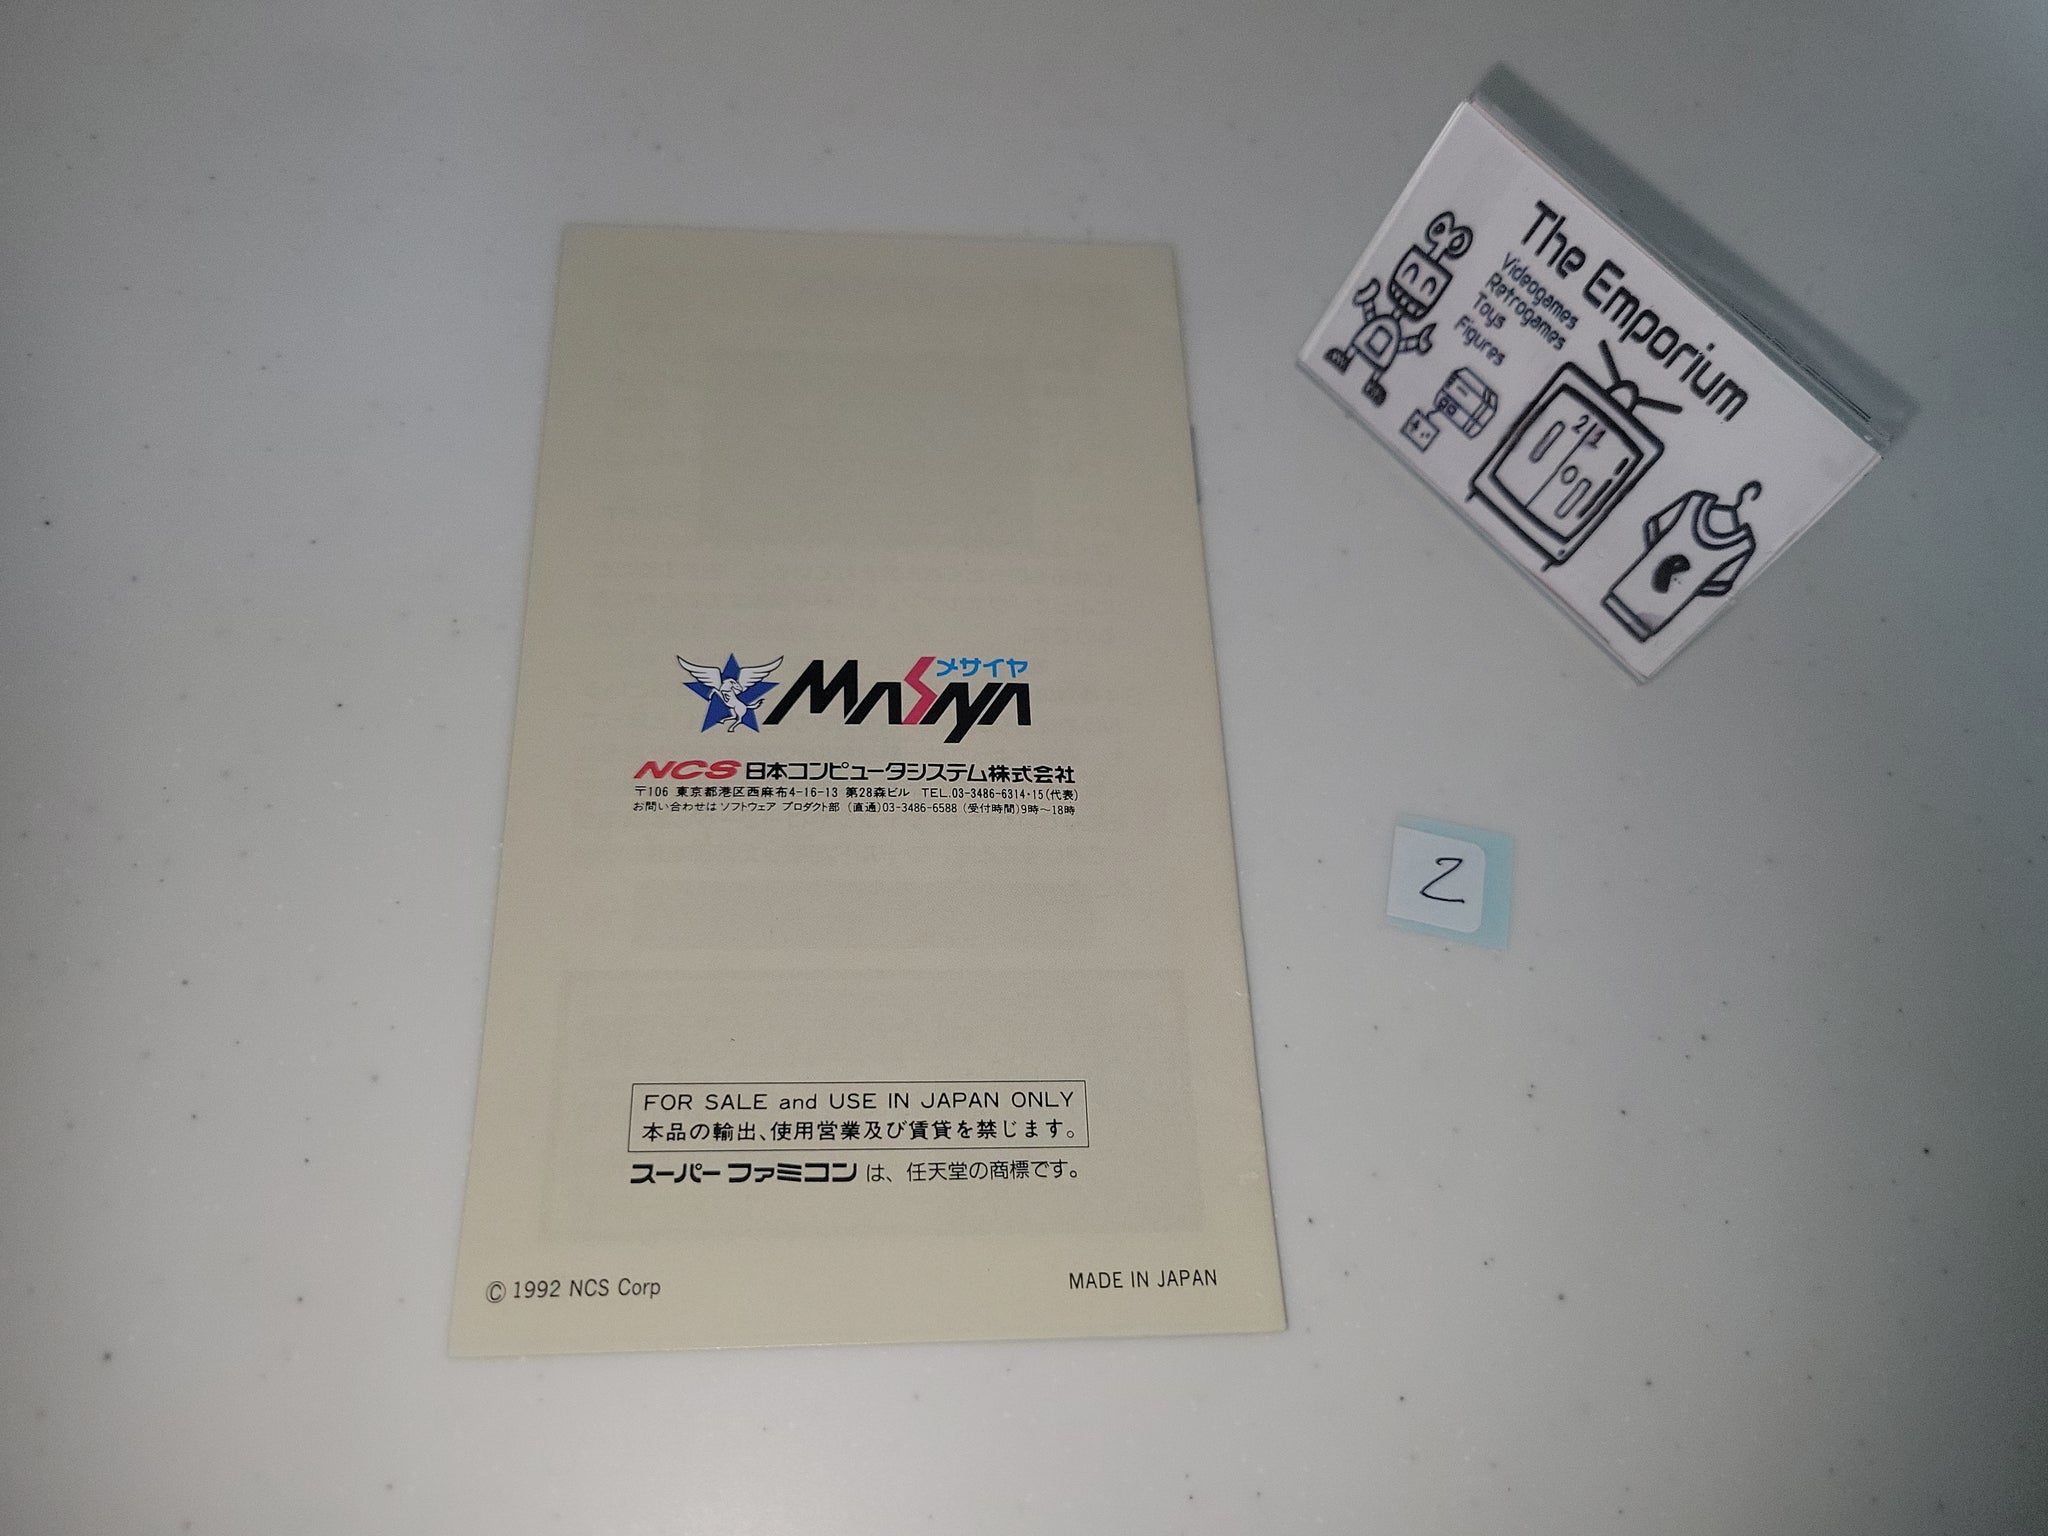 メサイヤ
MASAYA
NCS 日本コンピュータシステム株式会社
〒106 東京都港区西麻布4-16-13 第28森ビル TEL.03-3486-6314・15(代表)
お問い合わせは ソフトウェア プロダクト部 (直通)03-3486-6588 (受付時間)9時〜18時
FOR SALE and USE IN JAPAN ONLY
本品の輸出、使用営業及び賃貸を禁じます。
スーパーファミコン は、任天堂の商標です。
© 1992 NCS Corp
MADE IN JAPAN
The Emporium
Videogames
Retrogames
Toys
Figures
2 1
2